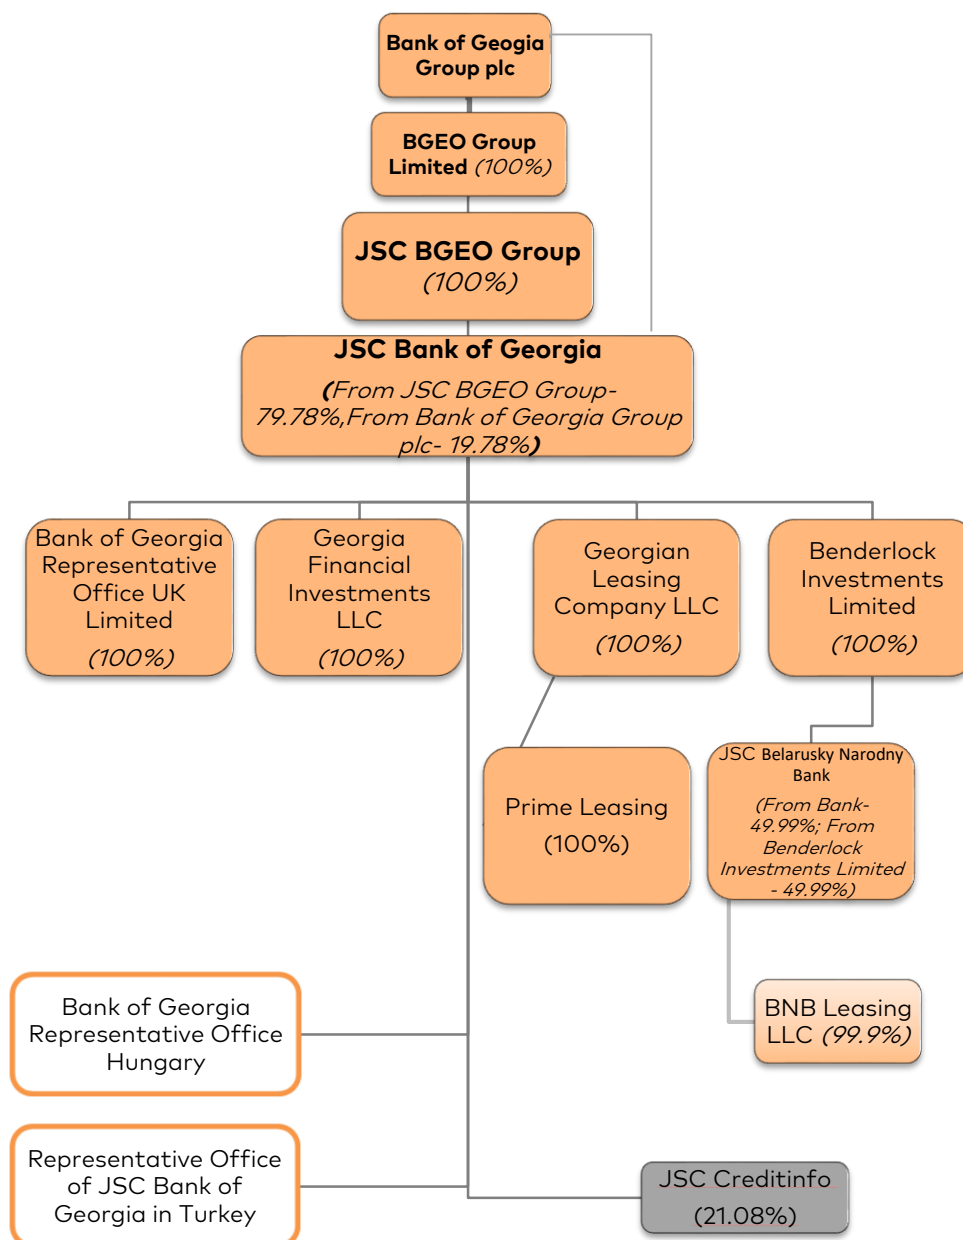 Bank of Geogia
Group plc
BGEO Group
Limited (100%)
JSC BGEO Group
(100%)
JSC Bank of Georgia
(From JSC BGEO Group-
79.78%,From Bank of Georgia Group
plc- 19.78%)
Bank of Georgia
Representative
Office UK
Limited
(100%)
Georgia
Financial
Investments
LLC
(100%)
Georgian
Leasing
Company LLC
(100%)
Benderlock
Investments
Limited
(100%)
Prime Leasing
(100%)
JSC Belarusky Narodny
Bank
(From Bank-
49.99%; From
Benderlock
Investments Limited
- 49.99%)
BNB Leasing
LLC (99.9%)
Bank of Georgia
Representative Office
Hungary
Representative Office
of JSC Bank of
Georgia in Turkey
JSC Creditinfo
(21.08%)